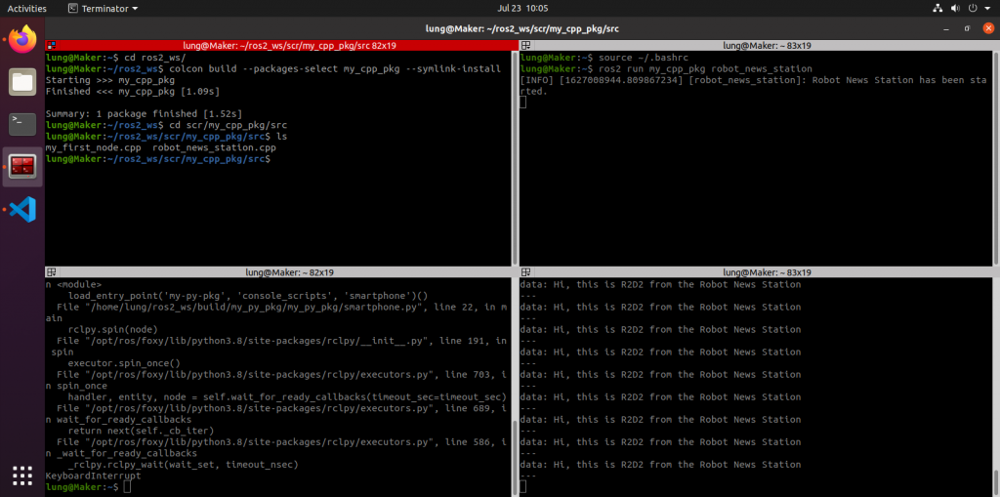 Activities
Terminator
Jul 23 10:05
lung@Maker: ~/ros2_ws/scr/my_cpp_pkg/src
lung@Maker: ~/ros2_ws/scr/my_cpp_pkg/src 82x19
lung@Maker:~$ cd ros2_ws/
lung@Maker:~/ros2_ws$ colcon build --packages-select my_cpp_pkg --symlink-install
Starting >>> my_cpp_pkg
Finished <<< my_cpp_pkg [1.09s]
Summary: 1 package finished [1.52s]
lung@Maker:~/ros2_ws$ cd scr/my_cpp_pkg/src
lung@Maker:~/ros2_ws/scr/my_cpp_pkg/src$ ls
my_first_node.cpp  robot_news_station.cpp
lung@Maker:~/ros2_ws/scr/my_cpp_pkg/src$
lung@Maker: ~ 83x19
lung@Maker:~$ source ~/.bashrc
lung@Maker:~$ ros2 run my_cpp_pkg robot_news_station
[INFO] [1627008944.809867234] [robot_news_station]: Robot News Station has been sta
rted.
lung@Maker: ~ 82x19
n <module>
load_entry_point('my-py-pkg', 'console_scripts', 'smartphone')()
File "/home/lung/ros2_ws/build/my_py_pkg/my_py_pkg/smartphone.py", line 22, in m
ain
rclpy.spin(node)
File "/opt/ros/foxy/lib/python3.8/site-packages/rclpy/__init__.py", line 191, in
spin
executor.spin_once()
File "/opt/ros/foxy/lib/python3.8/site-packages/rclpy/executors.py", line 703, i
n spin_once
handler, entity, node = self.wait_for_ready_callbacks(timeout_sec=timeout_sec)
File "/opt/ros/foxy/lib/python3.8/site-packages/rclpy/executors.py", line 689, i
n wait_for_ready_callbacks
return next(self._cb_iter)
File "/opt/ros/foxy/lib/python3.8/site-packages/rclpy/executors.py", line 586, i
n _wait_for_ready_callbacks
_rclpy.rclpy_wait(wait_set, timeout_nsec)
KeyboardInterrupt
lung@Maker:~$
lung@Maker: ~ 83x19
data: Hi, this is R2D2 from the Robot News Station
---
data: Hi, this is R2D2 from the Robot News Station
---
data: Hi, this is R2D2 from the Robot News Station
---
data: Hi, this is R2D2 from the Robot News Station
---
data: Hi, this is R2D2 from the Robot News Station
---
data: Hi, this is R2D2 from the Robot News Station
---
data: Hi, this is R2D2 from the Robot News Station
---
data: Hi, this is R2D2 from the Robot News Station
---
data: Hi, this is R2D2 from the Robot News Station
---